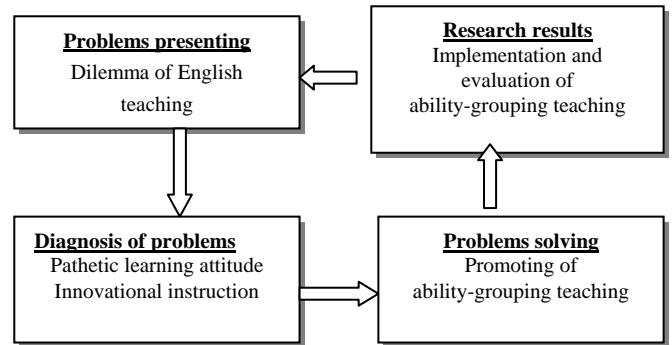 Problems presenting
Dilemma of English
teaching
Research results
Implementation and
evaluation of
ability-grouping teaching
Diagnosis of problems
Pathetic learning attitude
Innovational instruction
Problems solving
Promoting of
ability-grouping teaching